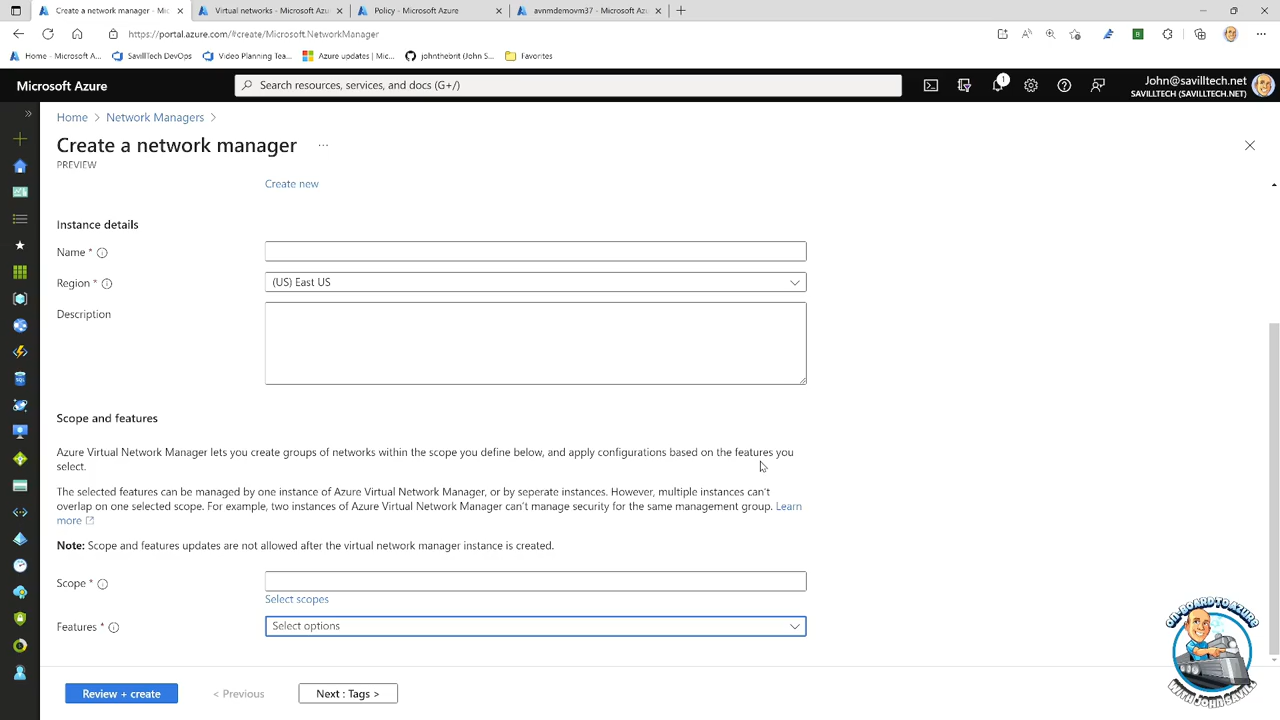 Create a network manager - Mic
Virtual networks - Microsoft Azu
Policy - Microsoft Azure
avnmdemovm37 - Microsoft Azu
https://portal.azure.com/#create/Microsoft.NetworkManager
Home - Microsoft A...
SavillTech DevOps
Video Planning Tea...
Azure updates | Mic...
johnthebrit (John S...
Favorites
Microsoft Azure
Search resources, services, and docs (G+/)
1
John@savilltech.net
SAVILLTECH (SAVILLTECH.NET)
Home > Network Managers >
Create a network manager ...
PREVIEW
Create new
Instance details
Name *
Region *
(US) East US
Description
Scope and features
Azure Virtual Network Manager lets you create groups of networks within the scope you define below, and apply configurations based on the features you
select.
The selected features can be managed by one instance of Azure Virtual Network Manager, or by seperate instances. However, multiple instances can't
overlap on one selected scope. For example, two instances of Azure Virtual Network Manager can't manage security for the same management group. Learn
more
Note: Scope and features updates are not allowed after the virtual network manager instance is created.
Scope *
Select scopes
Features *
Select options
Review + create
< Previous
Next : Tags >
ON-BOARD TO AZURE
WITH JOHN SAVILL